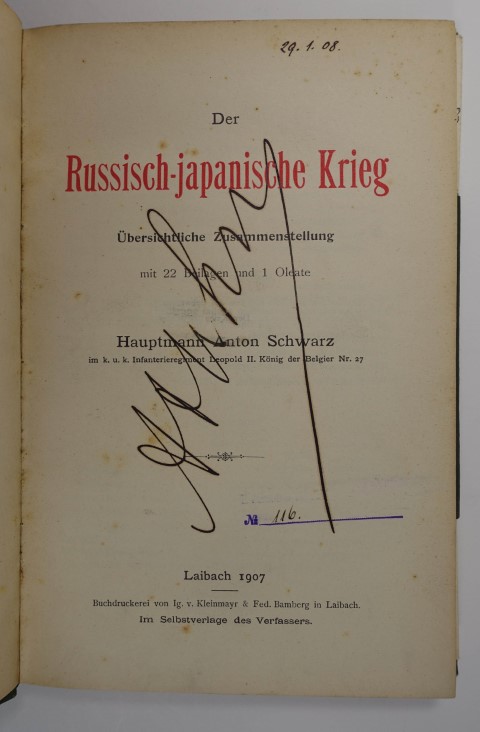 29. 1. 08.
Der
Russisch-japanische Krieg
Übersichtliche Zusammenstellung
mit 22 Beilagen und 1 Oleate
Hauptmann Anton Schwarz
im k. u. k. Infanterieregiment Leopold II. König der Belgier Nr. 27
№ 116.
Laibach 1907
Buchdruckerei von Ig. v. Kleinmayr & Fed. Bamberg in Laibach.
Im Selbstverlage des Verfassers.